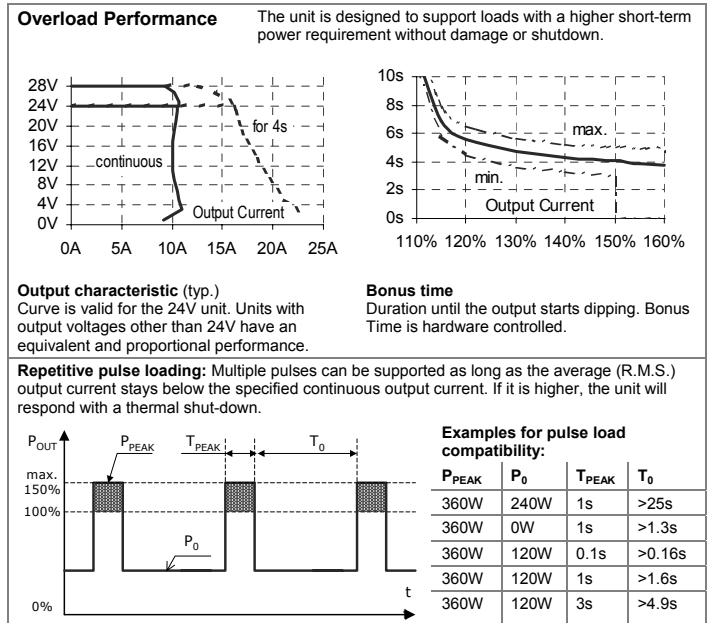 Overload Performance
The unit is designed to support loads with a higher short-term
power requirement without damage or shutdown.
28V
24V
20V
16V
12V
8V
4V
0V
for 4s
continuous
Output Current
0A 5A 10A 15A 20A 25A
10s
8s
6s
4s
2s
0s
max.
min.
Output Current
110% 120% 130% 140% 150% 160%
Output characteristic (typ.)
Curve is valid for the 24V unit. Units with
output voltages other than 24V have an
equivalent and proportional performance.
Bonus time
Duration until the output starts dipping. Bonus
Time is hardware controlled.
Repetitive pulse loading: Multiple pulses can be supported as long as the average (R.M.S.)
output current stays below the specified continuous output current. If it is higher, the unit will
respond with a thermal shut-down.
POUT
PPEAK TPEAK T0
max.
150%
100%
P0
0%
t
Examples for pulse load
compatibility:
PPEAK P0 TPEAK T0
360W 240W 1s >25s
360W 0W 1s >1.3s
360W 120W 0.1s >0.16s
360W 120W 1s >1.6s
360W 120W 3s >4.9s